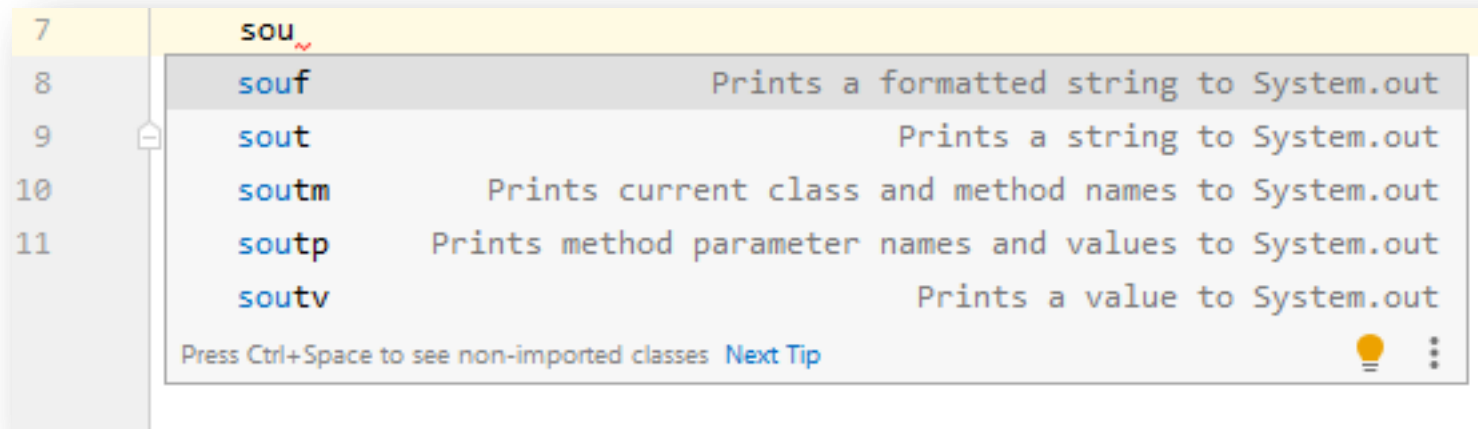 7 sou
8 souf Prints a formatted string to System.out
9 sout Prints a string to System.out
10 soutm Prints current class and method names to System.out
11 soutp Prints method parameter names and values to System.out
soutv Prints a value to System.out
Press Ctrl+Space to see non-imported classes Next Tip